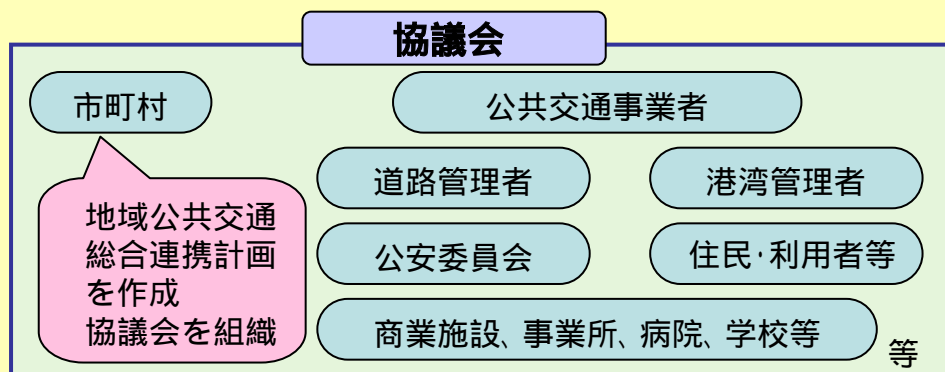 協議会
市町村
公共交通事業者
道路管理者
港湾管理者
地域公共交通
総合連携計画
を作成
協議会を組織
公安委員会
住民・利用者等
商業施設、事業所、病院、学校等
等